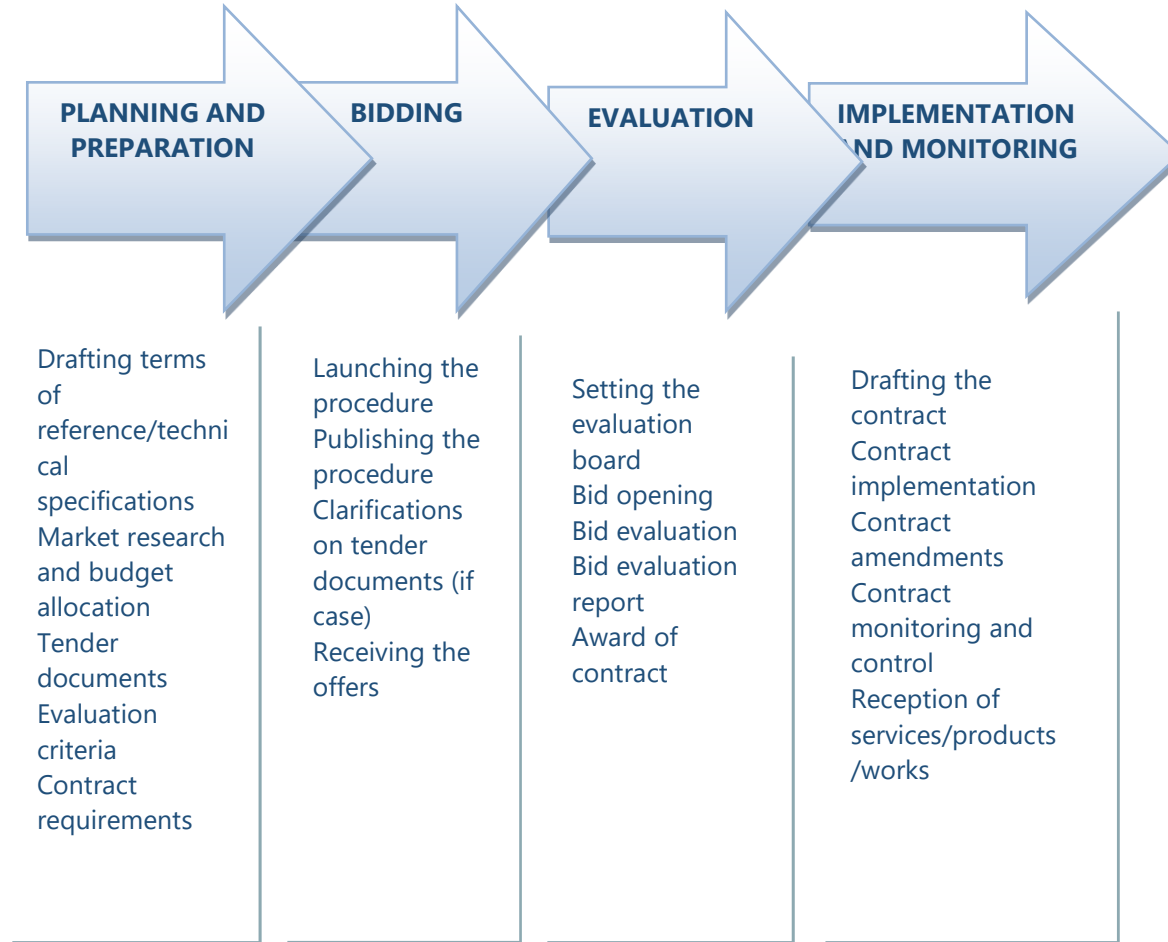 PLANNING AND
PREPARATION
BIDDING
EVALUATION
IMPLEMENTATION
AND MONITORING
Drafting terms
of
reference/techni
cal
specifications
Market research
and budget
allocation
Tender
documents
Evaluation
criteria
Contract
requirements
Launching the
procedure
Publishing the
procedure
Clarifications
on tender
documents (if
case)
Receiving the
offers
Setting the
evaluation
board
Bid opening
Bid evaluation
Bid evaluation
report
Award of
contract
Drafting the
contract
Contract
implementation
Contract
amendments
Contract
monitoring and
control
Reception of
services/products
/works